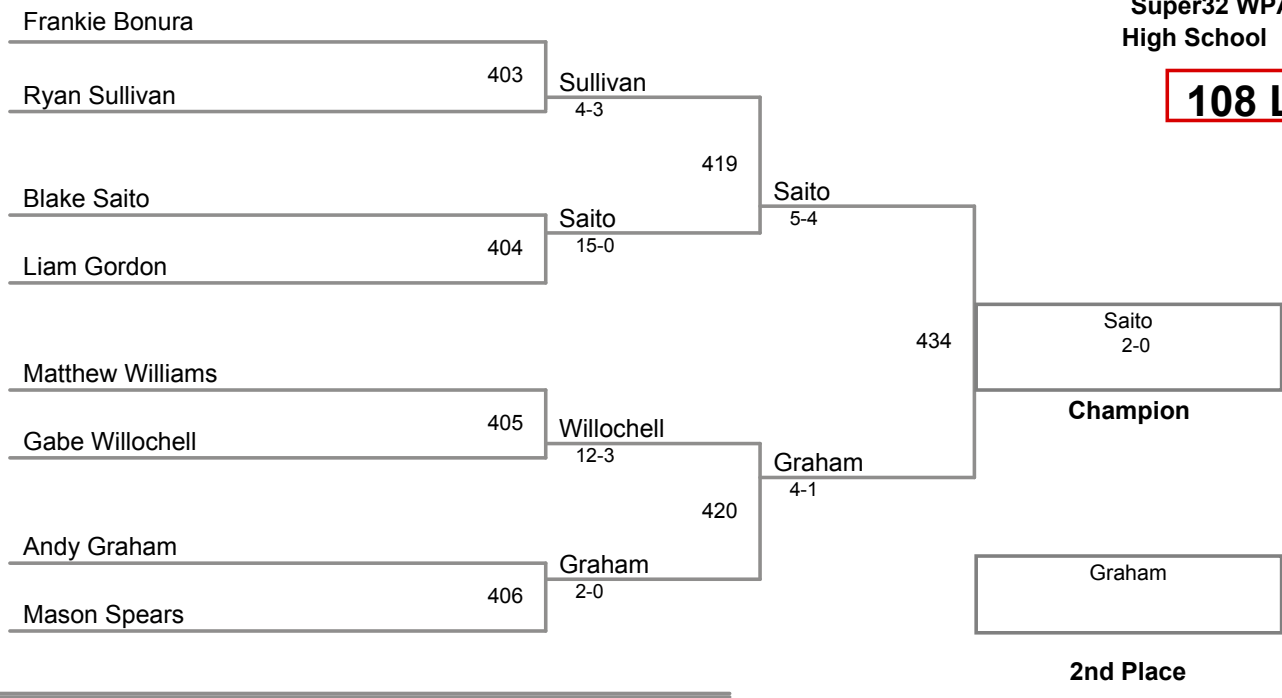 Super32 WPA
High School
108 L
Frankie Bonura
403
Ryan Sullivan
Sullivan
4-3
419
Blake Saito
404
Liam Gordon
Saito
15-0
Saito
5-4
434
Saito
2-0
Champion
Matthew Williams
405
Gabe Willochell
Willochell
12-3
420
Andy Graham
406
Mason Spears
Graham
2-0
Graham
4-1
Graham
2nd Place